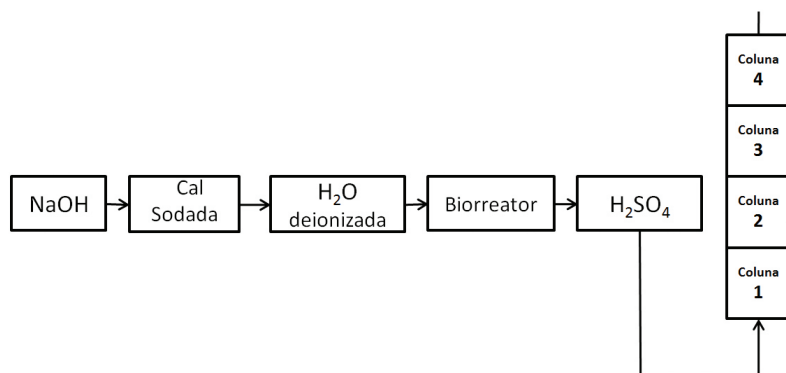 NaOH
Cal
Sodada
H₂O
deionizada
Biorreator
H₂SO₄
Coluna
4
Coluna
3
Coluna
2
Coluna
1